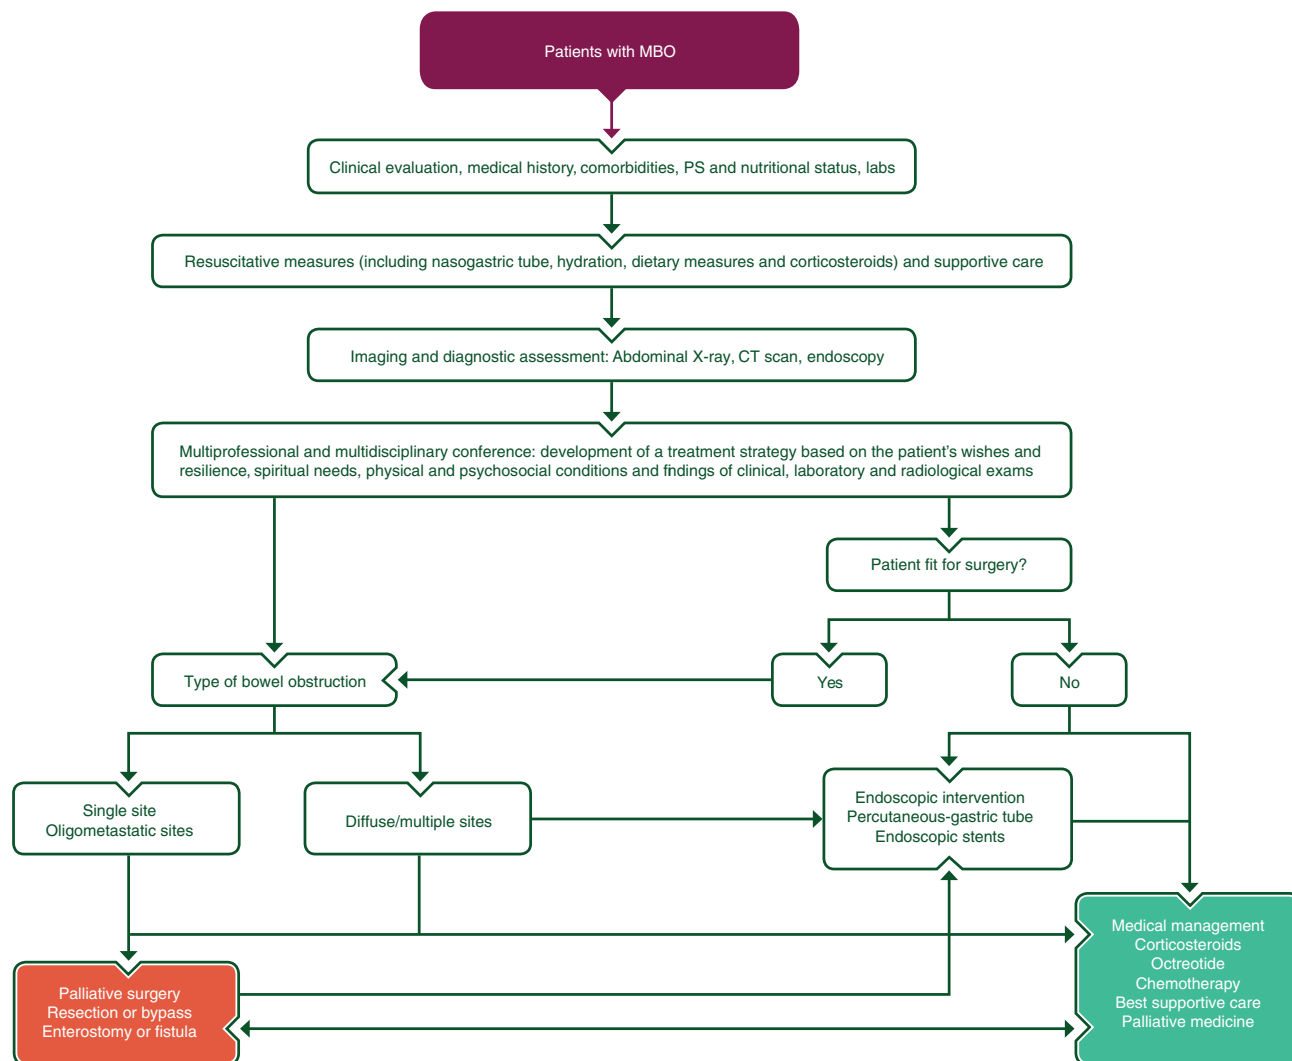 Patients with MBO
Clinical evaluation, medical history, comorbidities, PS and nutritional status, labs
Resuscitative measures (including nasogastric tube, hydration, dietary measures and corticosteroids) and supportive care
Imaging and diagnostic assessment: Abdominal X-ray, CT scan, endoscopy
Multiprofessional and multidisciplinary conference: development of a treatment strategy based on the patient's wishes and
resilience, spiritual needs, physical and psychosocial conditions and findings of clinical, laboratory and radiological exams
Patient fit for surgery?
Type of bowel obstruction
Yes
No
Single site
Oligometastatic sites
Diffuse/multiple sites
Endoscopic intervention
Percutaneous-gastric tube
Endoscopic stents
Palliative surgery
Resection or bypass
Enterostomy or fistula
Medical management
Corticosteroids
Octreotide
Chemotherapy
Best supportive care
Palliative medicine